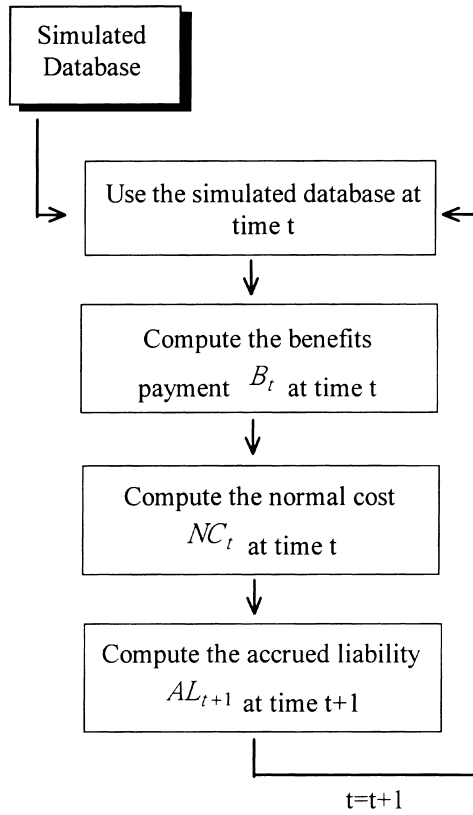 Simulated
Database
Use the simulated database at
time t
Compute the benefits
payment B_t at time t
Compute the normal cost
NC_t at time t
Compute the accrued liability
AL_{t+1} at time t+1
t=t+1